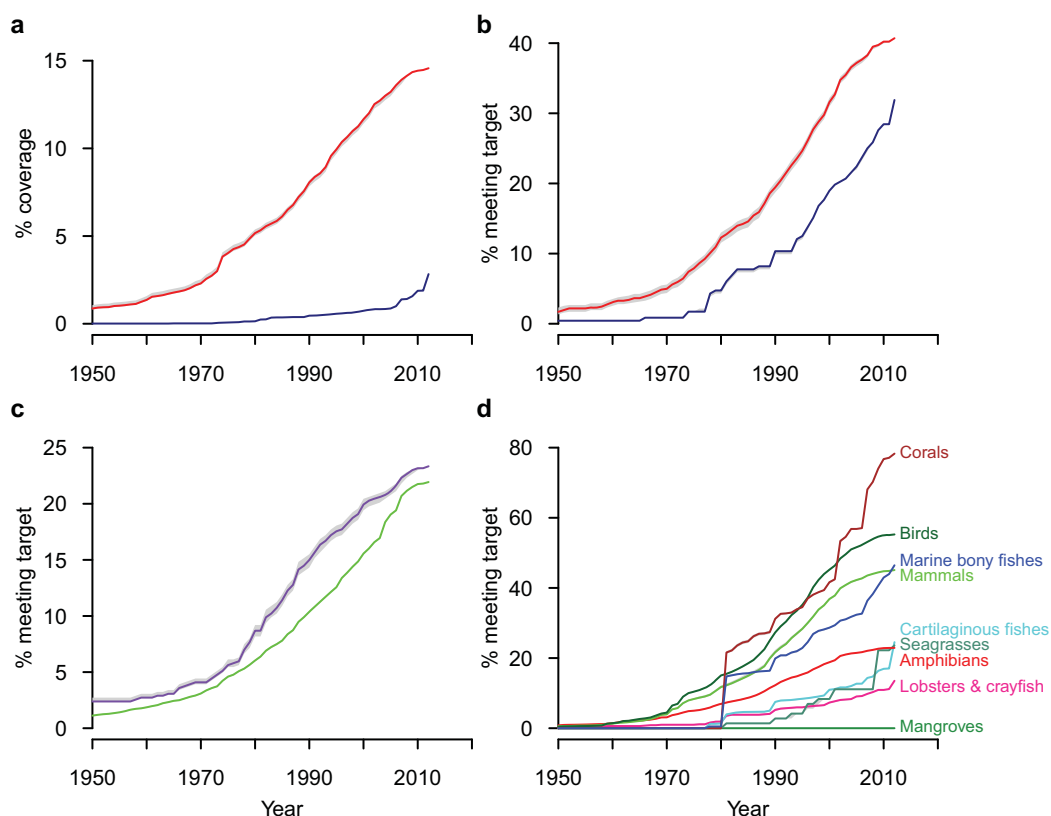 a
% coverage
15
10
5
0
1950 1970 1990 2010
b
% meeting target
40
30
20
10
0
1950 1970 1990 2010
c
% meeting target
25
20
15
10
5
0
1950 1970 1990 2010
Year
d
% meeting target
80
60
40
20
0
Corals
Birds
Marine bony fishes
Mammals
Cartilaginous fishes
Seagrasses
Amphibians
Lobsters & crayfish
Mangroves
1950 1970 1990 2010
Year